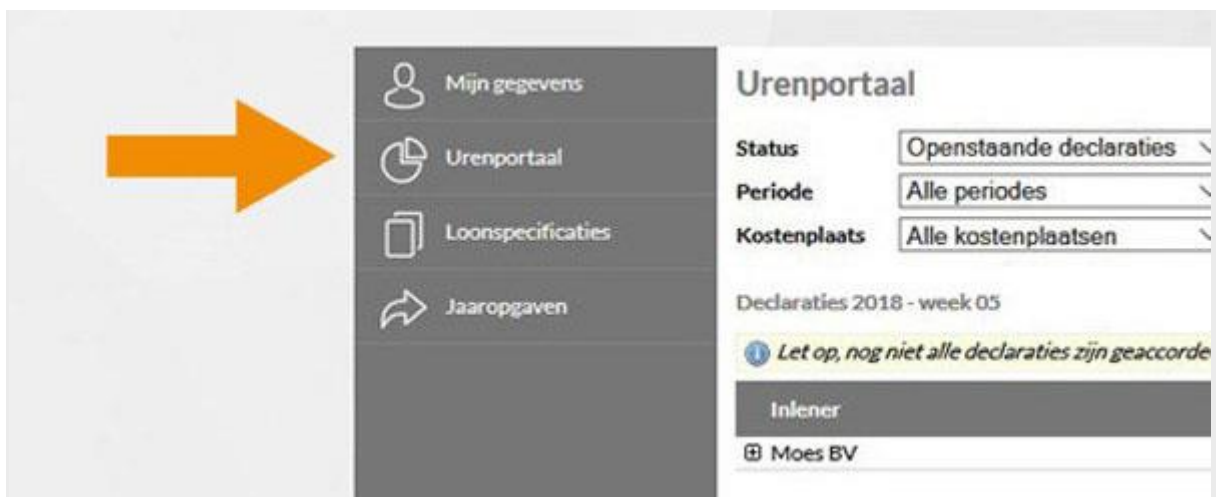 Mijn gegevens
Urenportaal
Loonspecificaties
Jaaropgaven
Urenportaal
Status Openstaande declaraties
Periode Alle periodes
Kostenplaats Alle kostenplaatsen
Declaraties 2018 - week 05
Let op, nog niet alle declaraties zijn geaccorde
Inlener
Moes BV